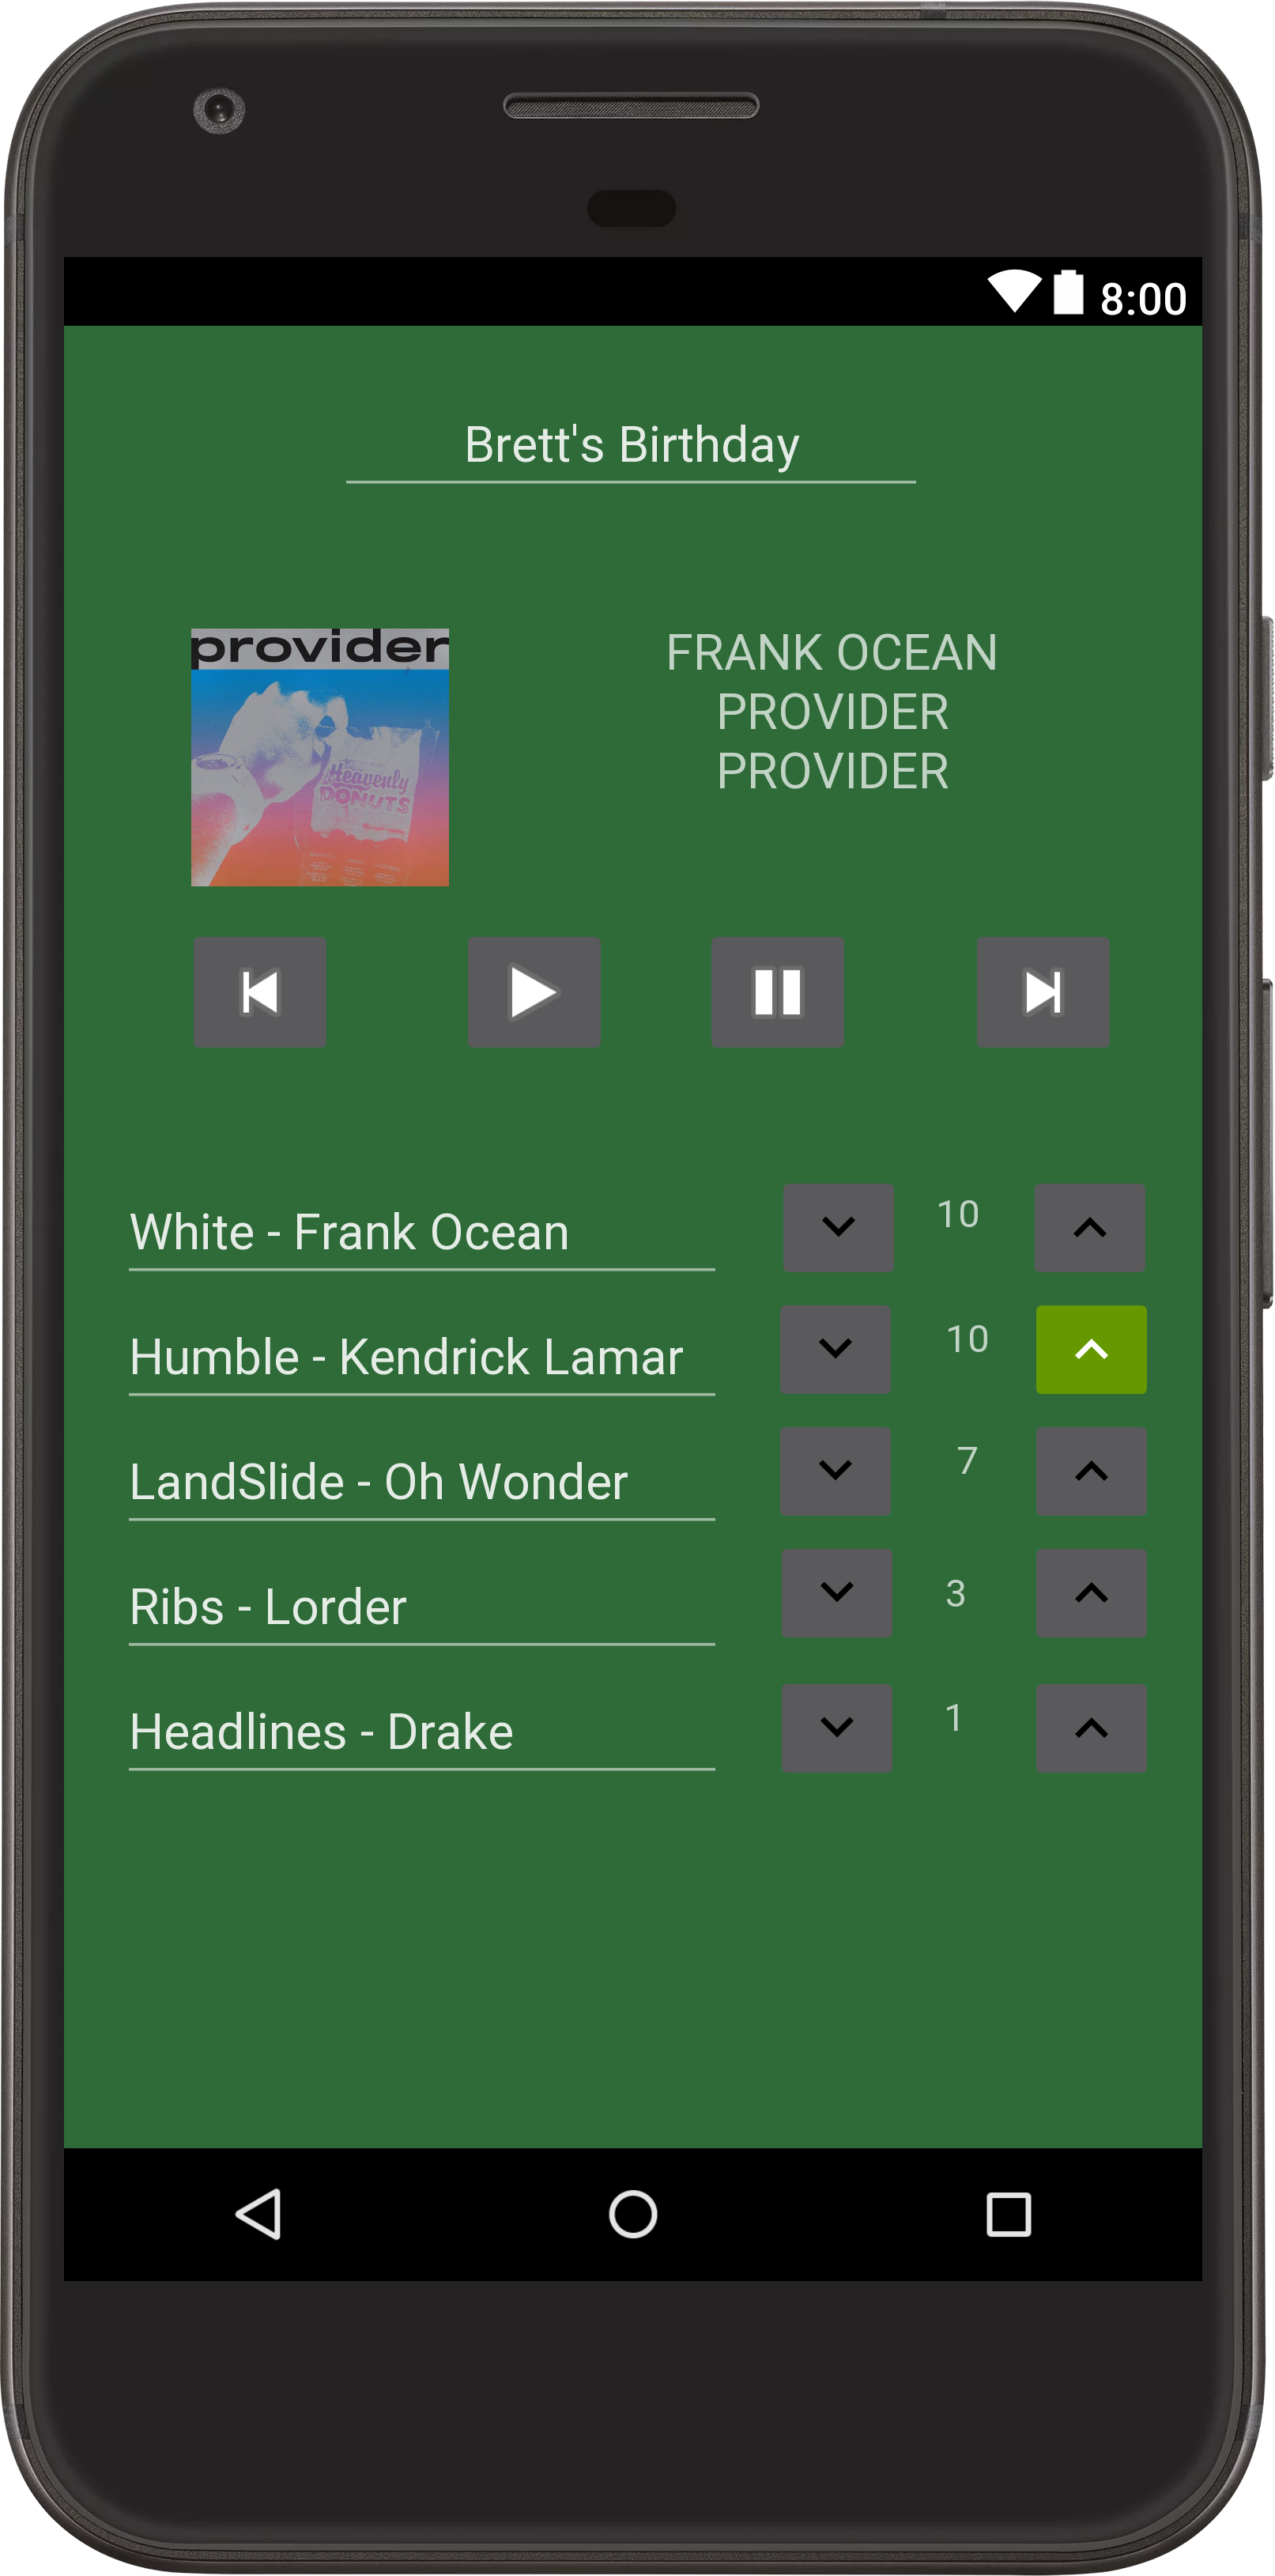 8:00
Brett's Birthday
provider
Heavenly
DONUTS
FRANK OCEAN
PROVIDER
PROVIDER
White - Frank Ocean
10
Humble - Kendrick Lamar
10
LandSlide - Oh Wonder
7
Ribs - Lorder
3
Headlines - Drake
1